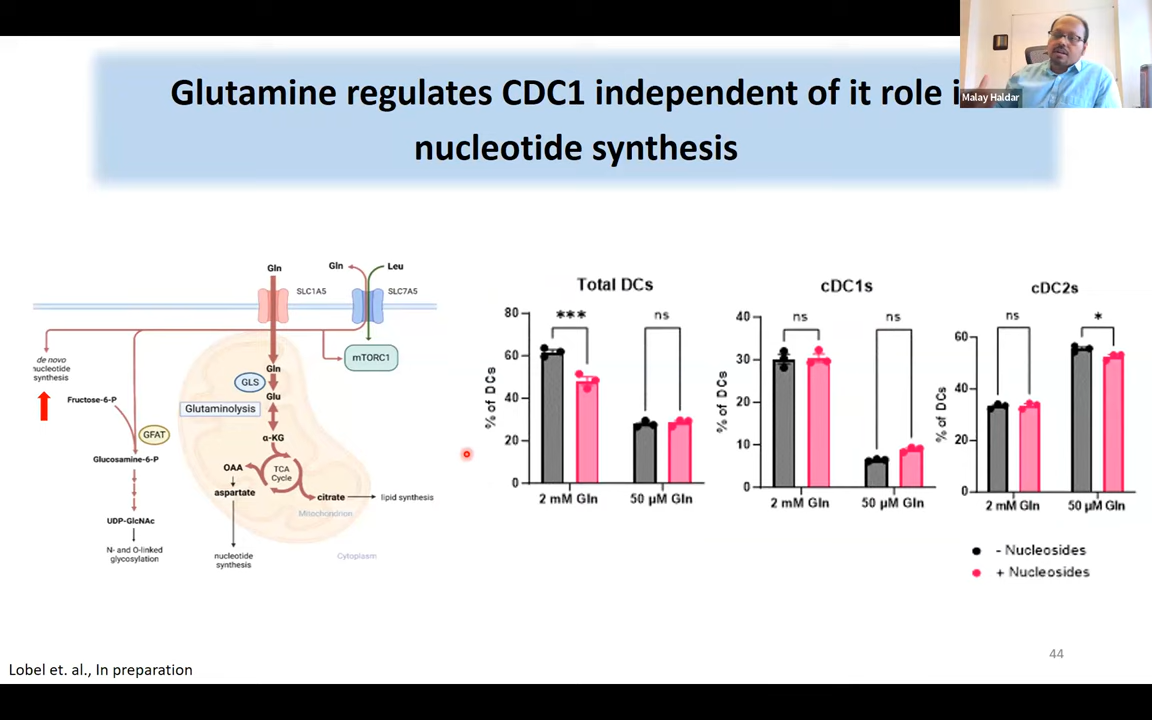 Glutamine regulates CDC1 independent of it role i
nucleotide synthesis
Malay Haldar
Gln
Gln
Leu
SLC1A5
SLC7A5
de novo
nucleotide
synthesis
mTORC1
Gln
GLS
Glu
Fructose-6-P
Glutaminolysis
GFAT
α-KG
Glucosamine-6-P
OAA
TCA
Cycle
aspartate
citrate
lipid synthesis
Mitochondrion
UDP-GlcNAc
N- and O-linked
glycosylation
nucleotide
synthesis
Cytoplasm
Total DCs
% of DCs
80
60
40
20
0
***
ns
2 mM Gln
50 µM Gln
cDC1s
% of DCs
40
30
20
10
0
ns
ns
2 mM Gln
50 µM Gln
cDC2s
% of DCs
60
40
20
0
ns
*
2 mM Gln
50 µM Gln
- Nucleosides
+ Nucleosides
44
Lobel et. al., In preparation